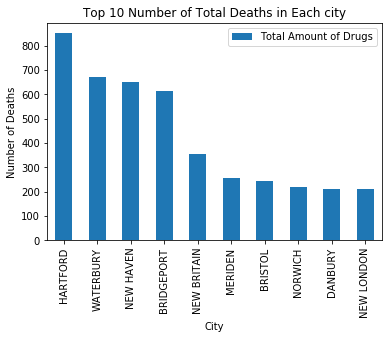 Top 10 Number of Total Deaths in Each city
Total Amount of Drugs
Number of Deaths
800
700
600
500
400
300
200
100
0
HARTFORD
WATERBURY
NEW HAVEN
BRIDGEPORT
NEW BRITAIN
MERIDEN
BRISTOL
NORWICH
DANBURY
NEW LONDON
City